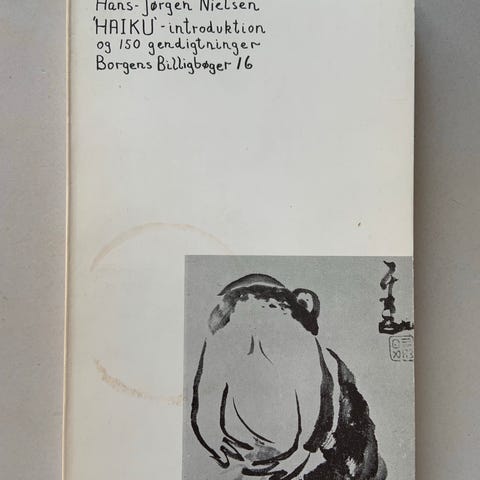 Hans-Jørgen Nielsen
'HAIKU'-introduktion
og 150 gendigtninger
Borgens Billigbøger 16